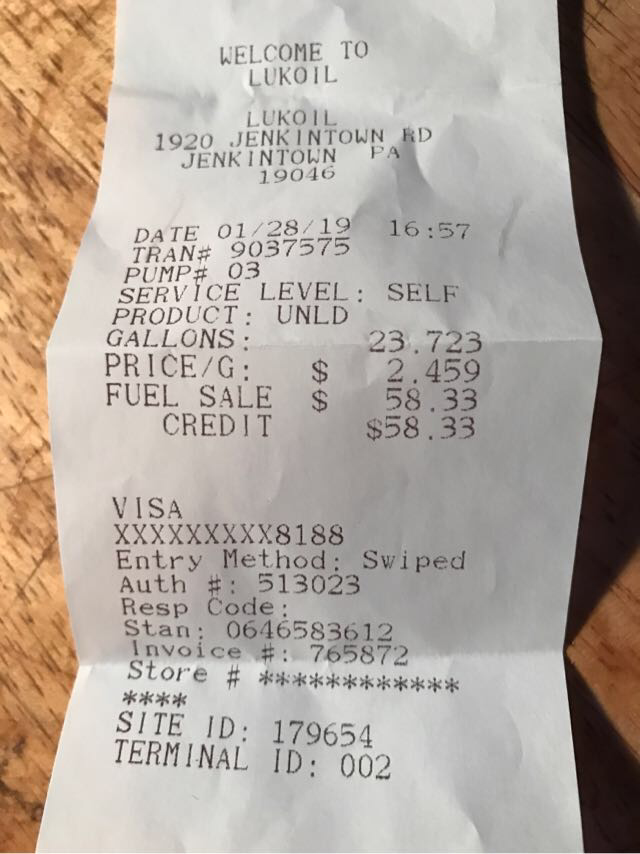 WELCOME TO
LUKOIL
LUKOIL
1920 JENKINTOWN RD
JENKINTOWN PA
19046
DATE 01/28/19 16:57
TRAN# 9037575
PUMP# 03
SERVICE LEVEL: SELF
PRODUCT: UNLD
GALLONS: 23.723
PRICE/G: $ 2.459
FUEL SALE $ 58.33
CREDIT $58.33
VISA
XXXXXXXXX8188
Entry Method: Swiped
Auth #: 513023
Resp Code:
Stan: 0646583612
Invoice #: 765872
Store # ************
****
SITE ID: 179654
TERMINAL ID: 002